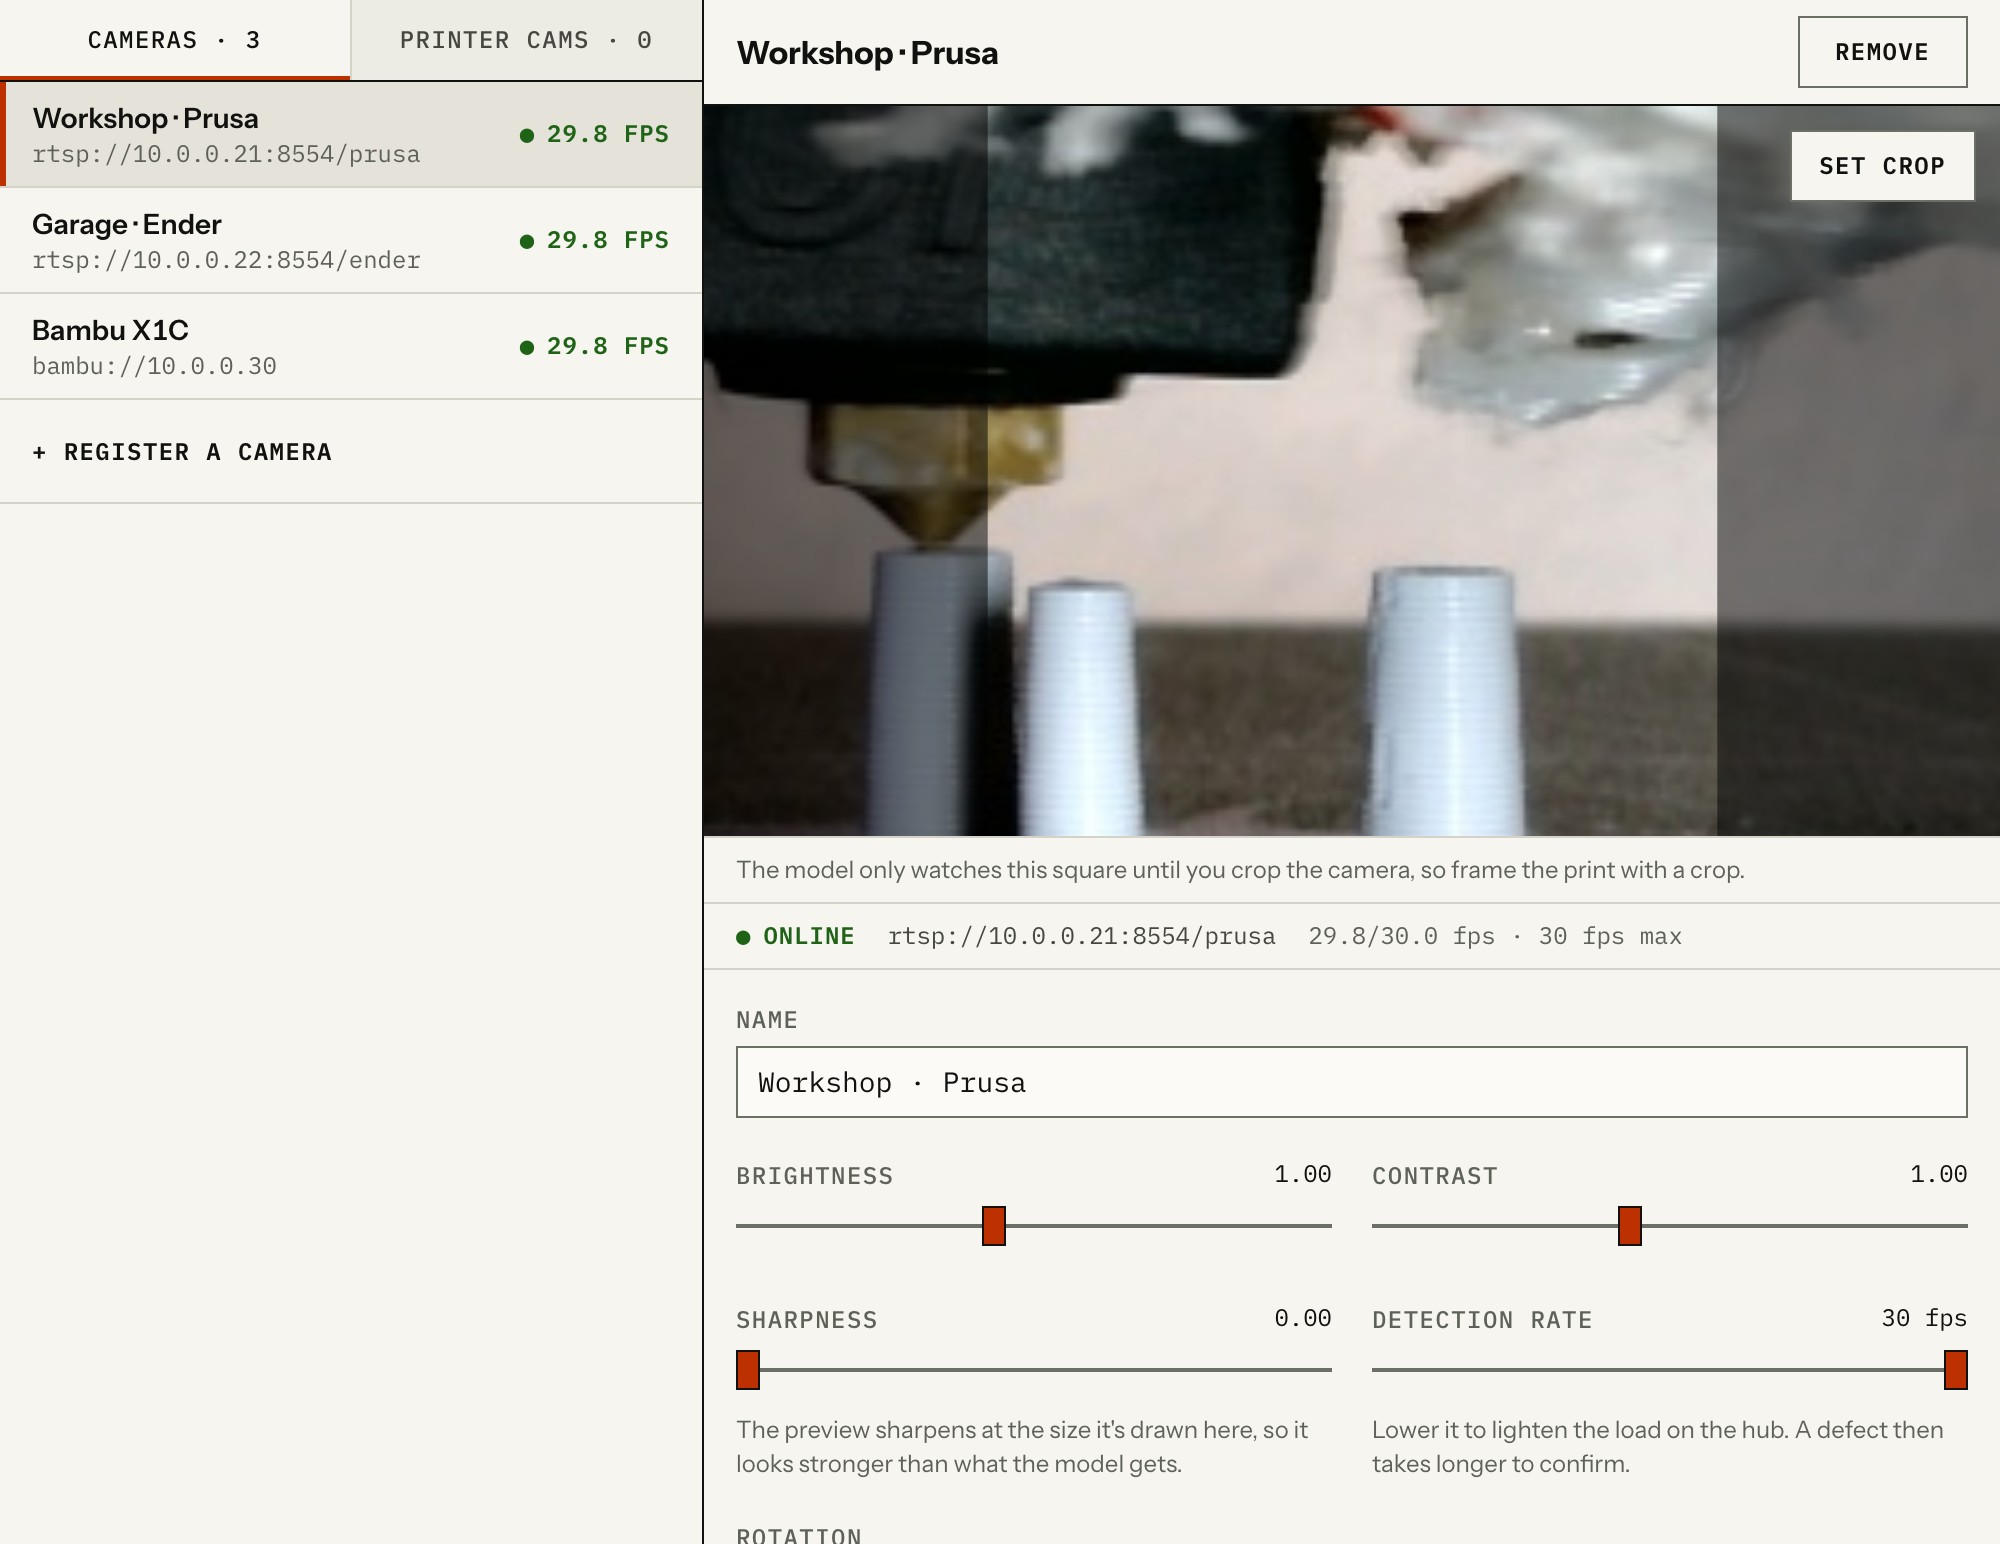 CAMERAS · 3
PRINTER CAMS · 0
Workshop · Prusa
rtsp://10.0.0.21:8554/prusa
● 29.8 FPS
Garage · Ender
rtsp://10.0.0.22:8554/ender
● 29.8 FPS
Bambu X1C
bambu://10.0.0.30
● 29.8 FPS
+ REGISTER A CAMERA
Workshop · Prusa
REMOVE
SET CROP
The model only watches this square until you crop the camera, so frame the print with a crop.
● ONLINE rtsp://10.0.0.21:8554/prusa 29.8/30.0 fps · 30 fps max
NAME
Workshop · Prusa
BRIGHTNESS 1.00
CONTRAST 1.00
SHARPNESS 0.00
DETECTION RATE 30 fps
The preview sharpens at the size it's drawn here, so it
looks stronger than what the model gets.
Lower it to lighten the load on the hub. A defect then
takes longer to confirm.
ROTATION